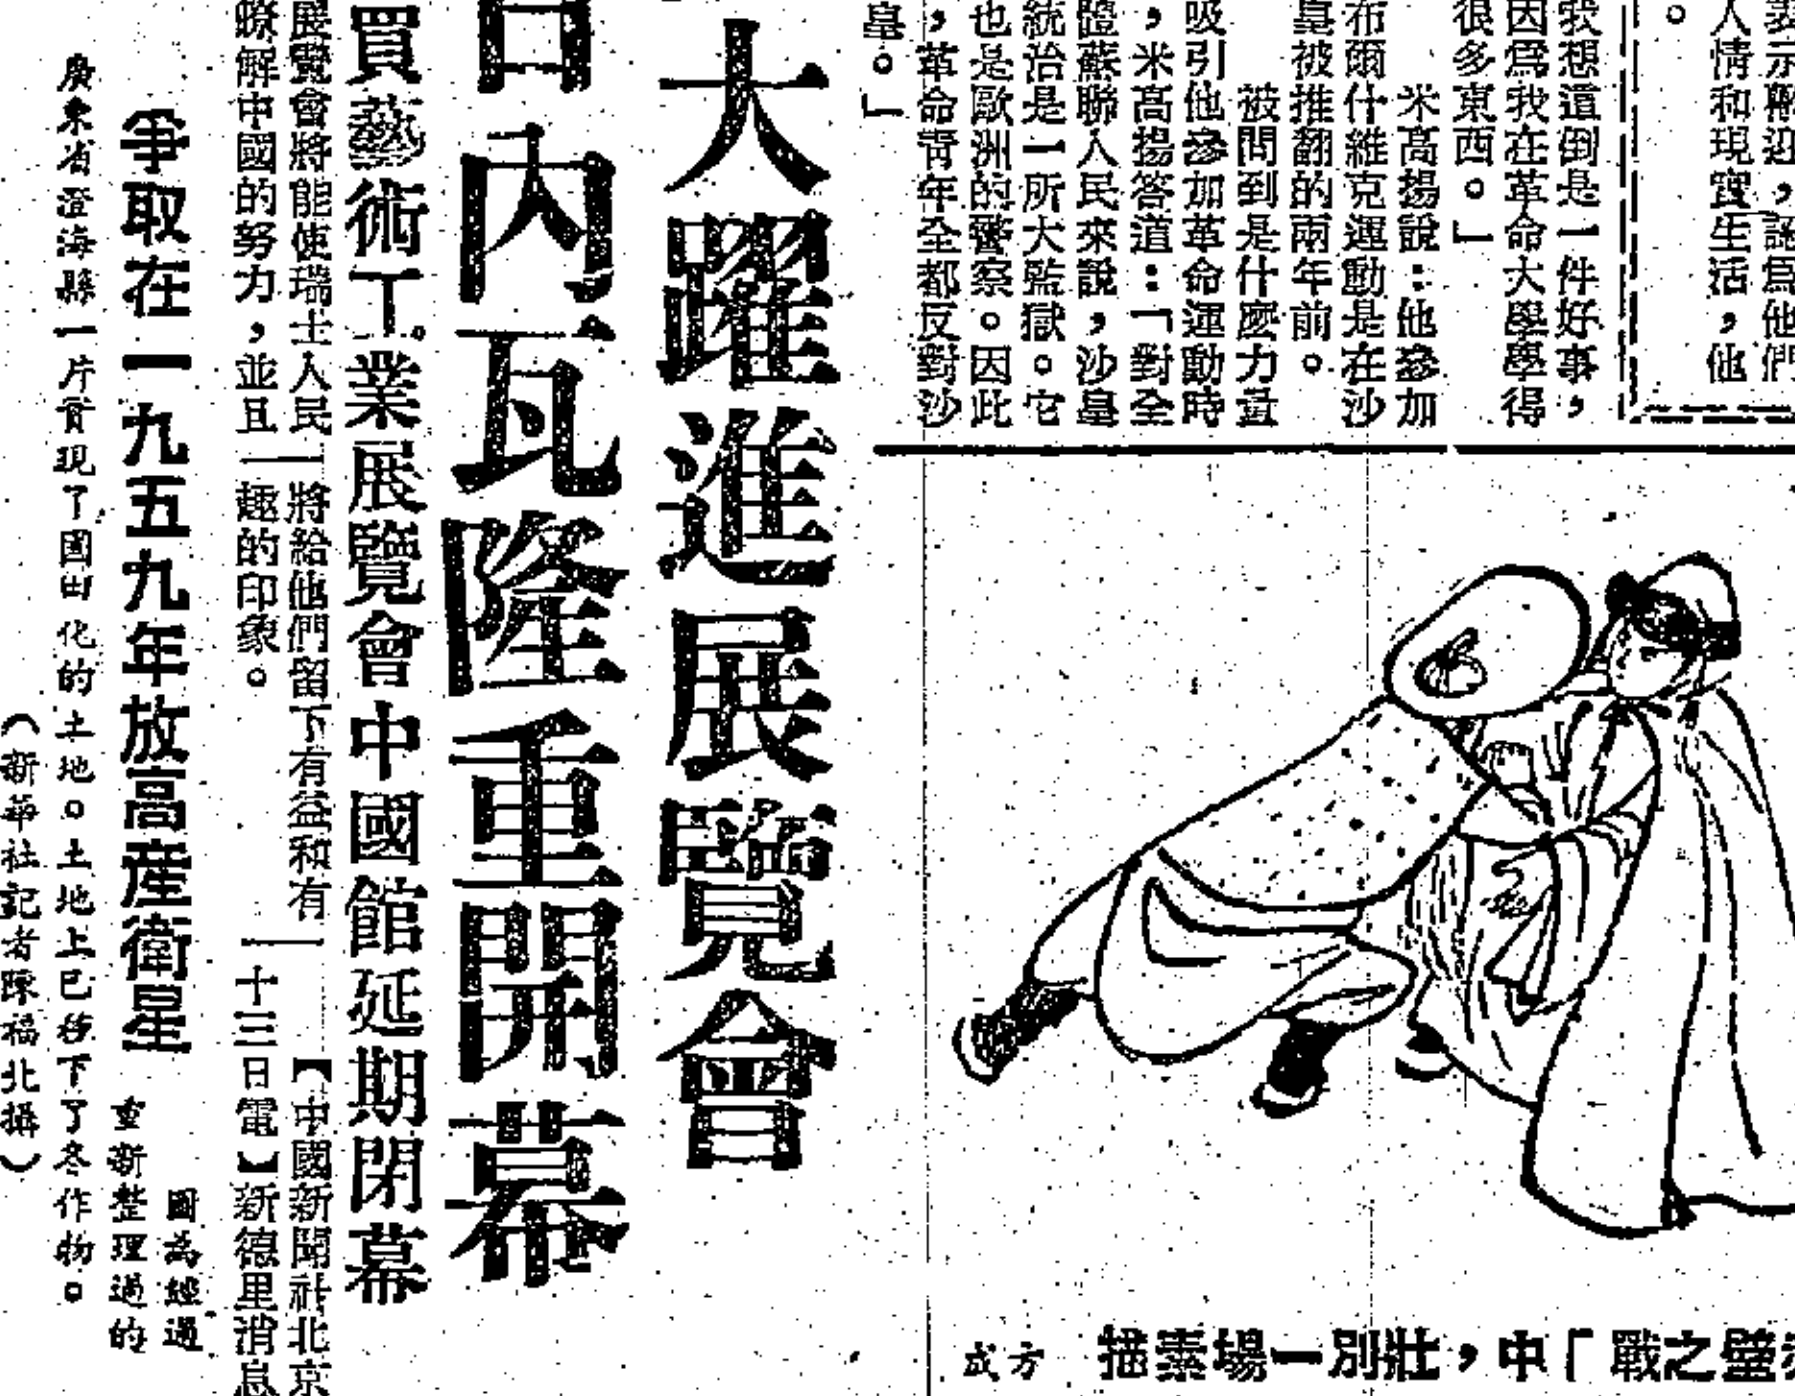 人情和現實生活，他
。
我想這倒是一件好事，
因爲我在革命大學學得
很多東西。」
米高揚說：他參加
布爾什維克運動是在沙
皇被推翻的兩年前。
被問到是什麼力量
吸引他參加革命運動時
，米高揚答道：「對全
體蘇聯人民來說，沙皇
統治是一所大監獄。它
也是歐洲的警察。因此
，革命青年全都反對沙
皇。」
壁之戰「中，壯別一場素描
方成
大躍進展覽會
日內瓦隆重開幕
買藝術工業展覽會中國館延期閉幕
展覽會將能使瑞士人民
瞭解中國的努力，並且
將給他們留下有益和有
趣的印象。
【中國新聞社北京
十三日電】新德里消息
爭取在一九五九年放高產衛星
圖爲經過
重新整理過的
廣東省澄海縣一片實現了園田化的土地。土地上已移下了冬作物。
（新華社記者陳福北攝）